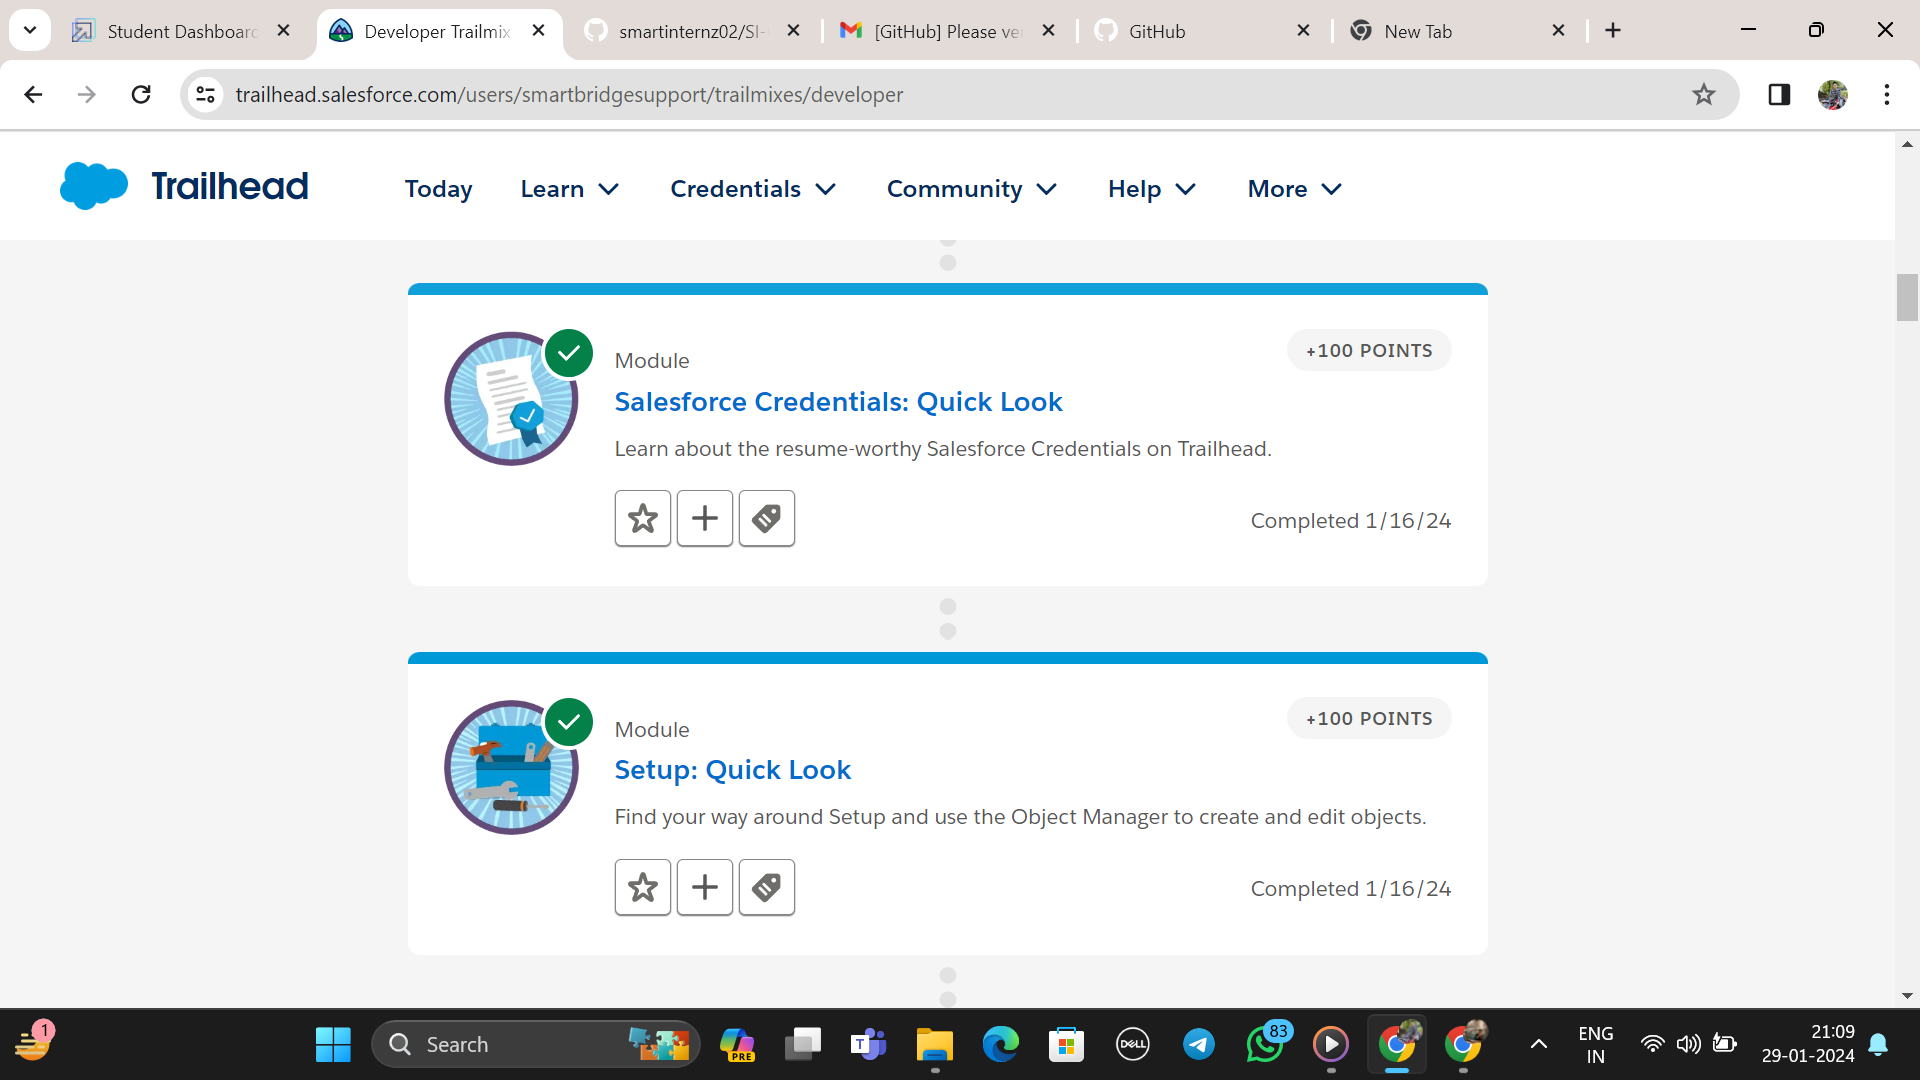 Student Dashboard
Developer Trailmix
smartinternz02/SI-
[GitHub] Please ve
GitHub
New Tab
trailhead.salesforce.com/users/smartbridgesupport/trailmixes/developer
Trailhead
Today
Learn
Credentials
Community
Help
More
+100 POINTS
Module
Salesforce Credentials: Quick Look
Learn about the resume-worthy Salesforce Credentials on Trailhead.
Completed 1/16/24
+100 POINTS
Module
Setup: Quick Look
Find your way around Setup and use the Object Manager to create and edit objects.
Completed 1/16/24
1
Search
PRE
T
DELL
83
ENG
IN
21:09
29-01-2024